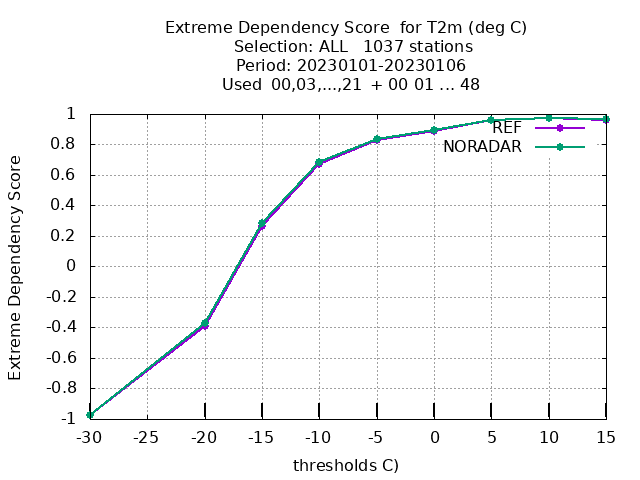 Extreme Dependency Score  for T2m (deg C)
Selection: ALL   1037 stations
Period: 20230101-20230106
Used  00,03,...,21  + 00 01 ... 48
Extreme Dependency Score
1
0.8
0.6
0.4
0.2
0
-0.2
-0.4
-0.6
-0.8
-1
REF
NORADAR
-30 -25 -20 -15 -10 -5 0 5 10 15
thresholds C)